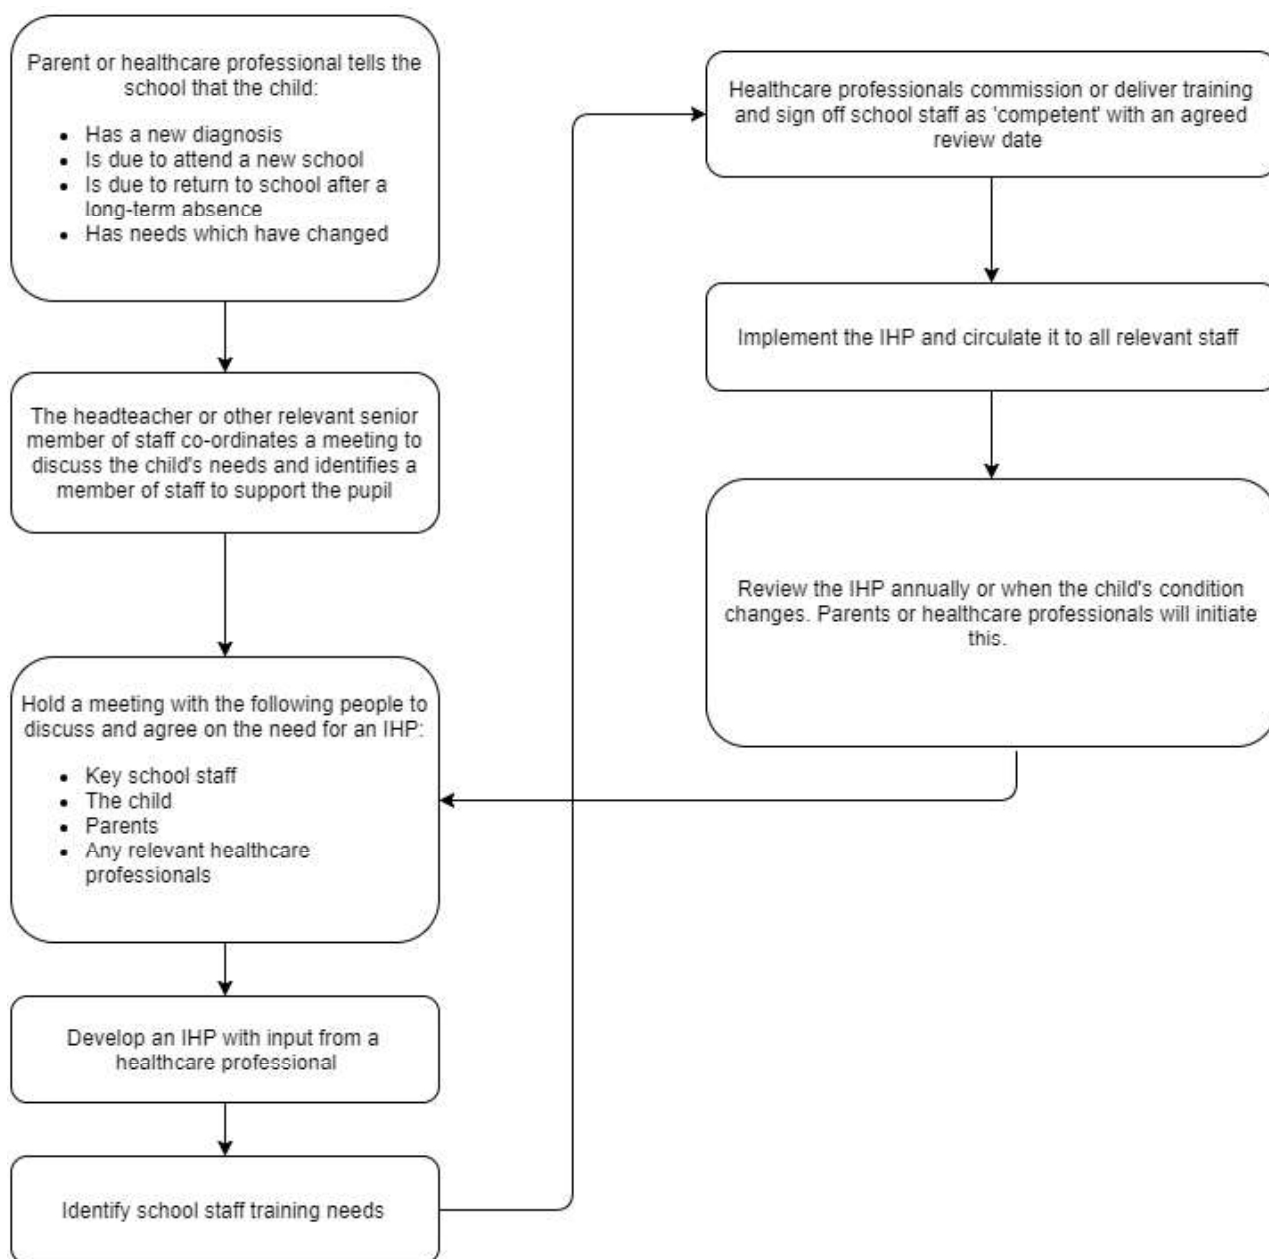 Parent or healthcare professional tells the
school that the child:
• Has a new diagnosis
• Is due to attend a new school
• Is due to return to school after a
long-term absence
• Has needs which have changed
The headteacher or other relevant senior
member of staff co-ordinates a meeting to
discuss the child's needs and identifies a
member of staff to support the pupil
Hold a meeting with the following people to
discuss and agree on the need for an IHP:
• Key school staff
• The child
• Parents
• Any relevant healthcare
professionals
Develop an IHP with input from a
healthcare professional
Identify school staff training needs
Healthcare professionals commission or deliver training
and sign off school staff as 'competent' with an agreed
review date
Implement the IHP and circulate it to all relevant staff
Review the IHP annually or when the child's condition
changes. Parents or healthcare professionals will initiate
this.